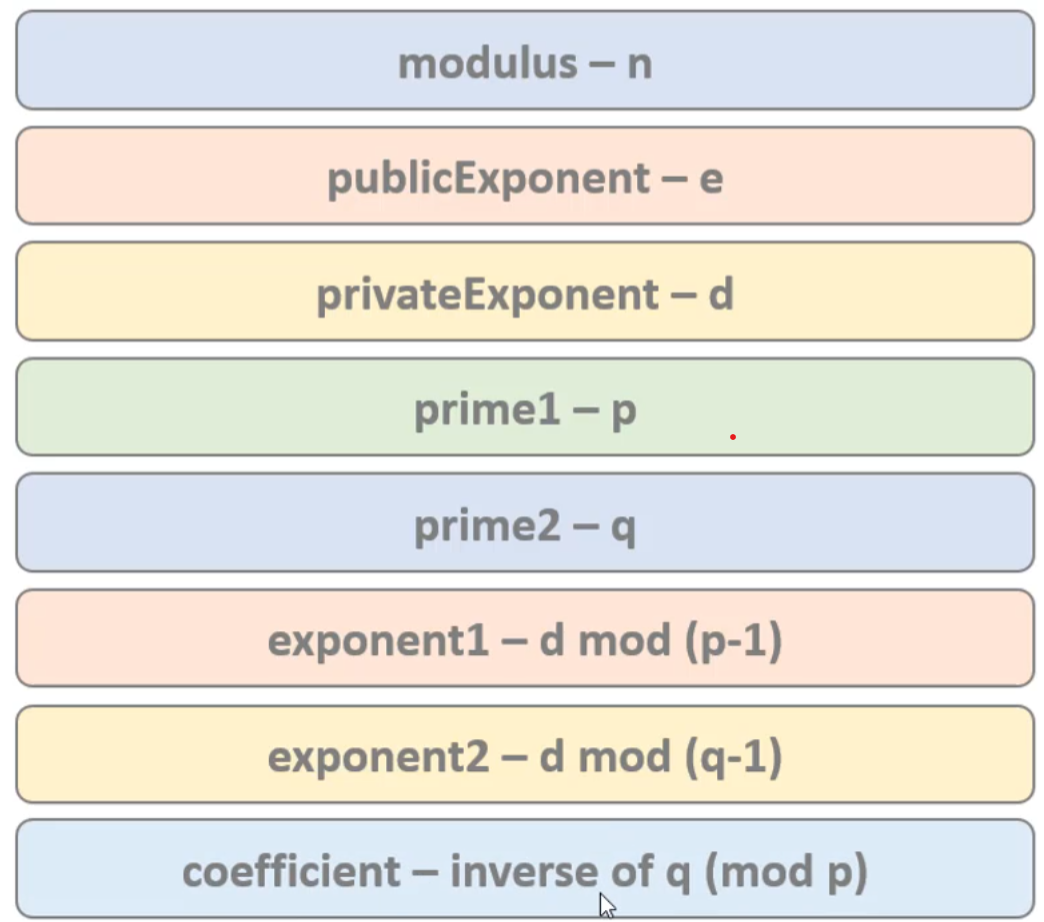 modulus – n
publicExponent – e
privateExponent – d
prime1 – p
prime2 – q
exponent1 – d mod (p-1)
exponent2 – d mod (q-1)
coefficient – inverse of q (mod p)